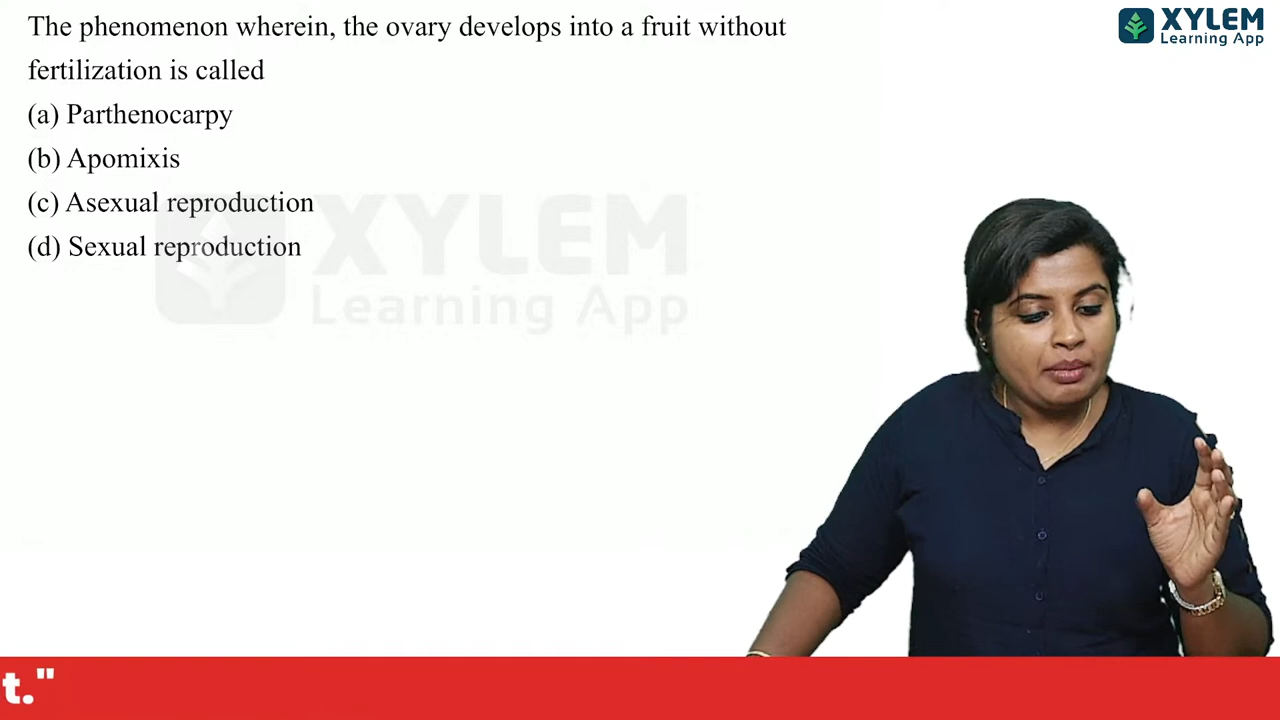 The phenomenon wherein, the ovary develops into a fruit without
fertilization is called
(a) Parthenocarpy
(b) Apomixis
(c) Asexual reproduction
(d) Sexual reproduction
XYLEM
Learning App
XYLEM
Learning App
t."